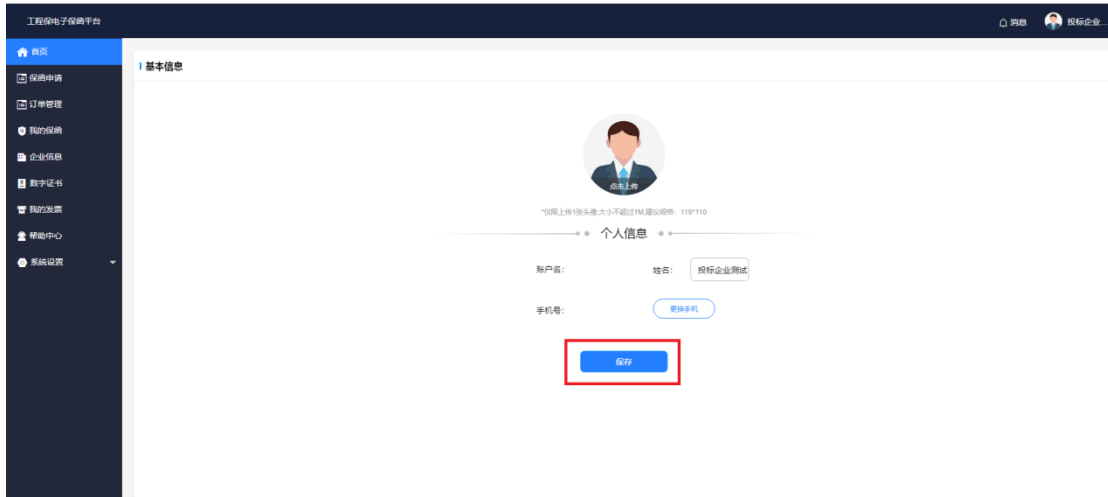 工程保电子保函平台
消息
投标企业...
首页
保函申请
订单管理
我的保函
企业信息
数字证书
我的发票
帮助中心
系统设置
基本信息
点击上传
*仅限上传1张头像,大小不超过1M,建议规格：110*110
个人信息
账户名：
姓名：
投标企业测试
手机号：
更换手机
保存